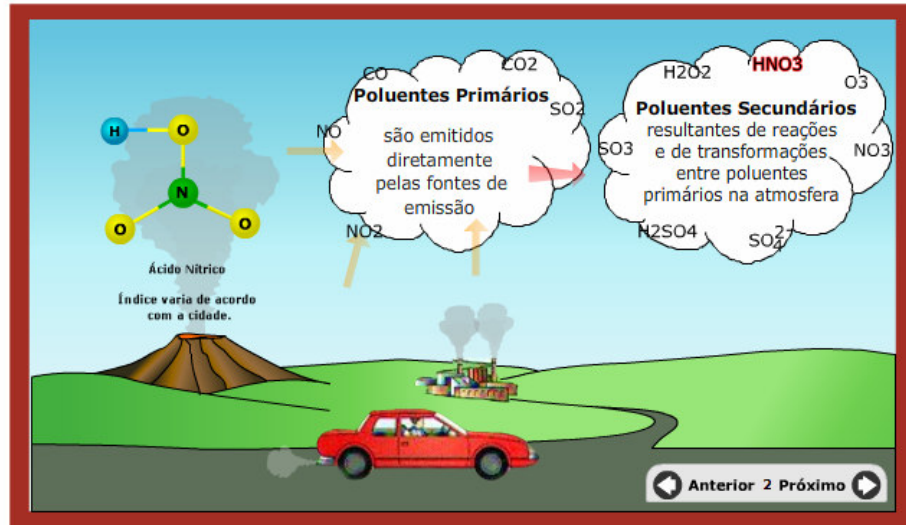 H
O
N
O
O
Ácido Nítrico
Índice varia de acordo
com a cidade.
CO
CO2
Poluentes Primários
SO2
NO
são emitidos
diretamente
pelas fontes de
emissão
NO2
H2O2
HNO3
O3
Poluentes Secundários
resultantes de reações
SO3
e de transformações
NO3
entre poluentes
primários na atmosfera
H2SO4
SO4 2-
Anterior 2 Próximo